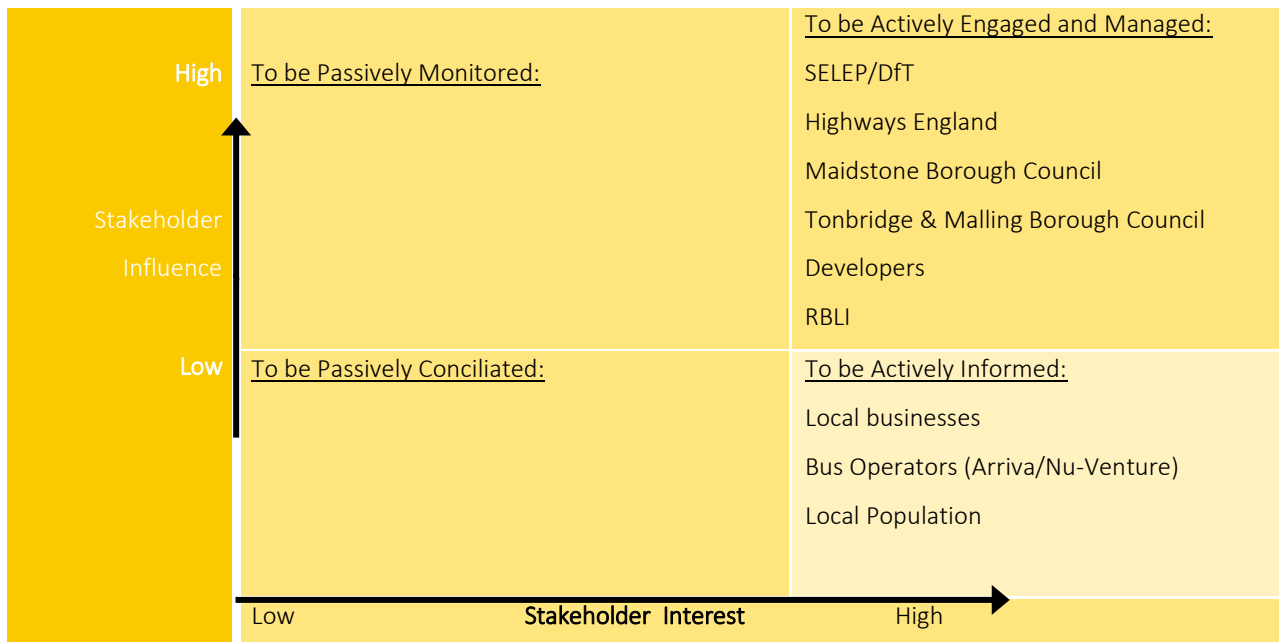 To be Actively Engaged and Managed:
High
To be Passively Monitored:
SELEP/DfT
Highways England
Maidstone Borough Council
Stakeholder
Influence
Tonbridge & Malling Borough Council
Developers
RBLI
Low
To be Passively Conciliated:
To be Actively Informed:
Local businesses
Bus Operators (Arriva/Nu-Venture)
Local Population
Low
Stakeholder Interest
High